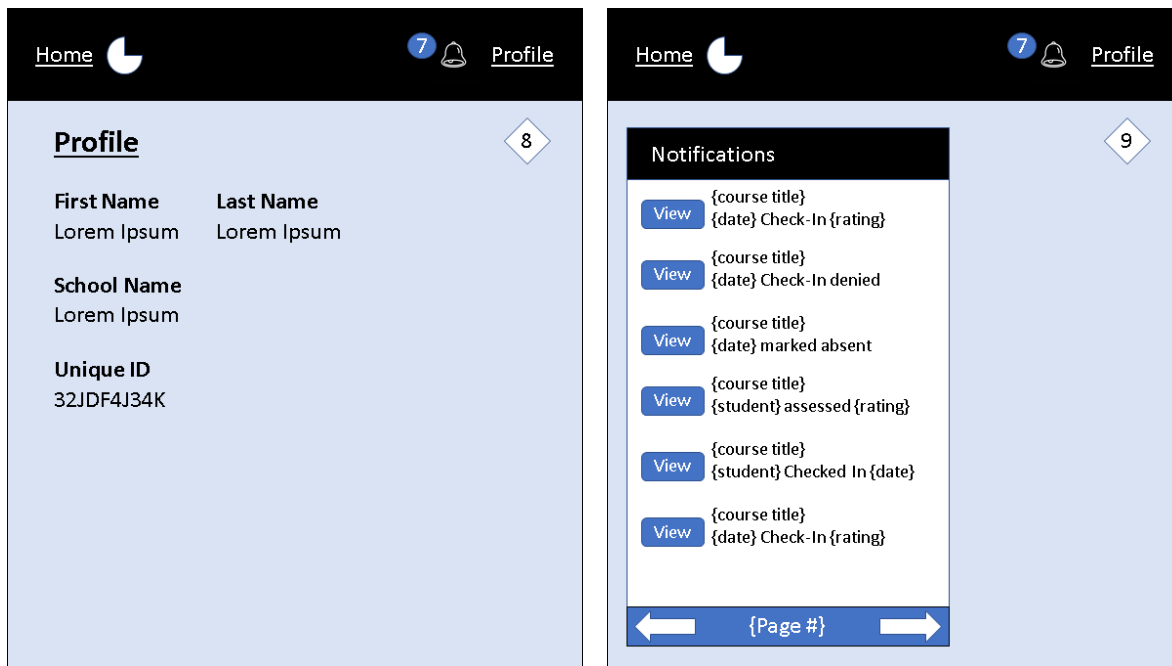 Home 7 Profile
Profile 8
First Name Last Name
Lorem Ipsum Lorem Ipsum
School Name
Lorem Ipsum
Unique ID
32JDF4J34K
Home 7 Profile
9
Notifications
View {course title}
{date} Check-In {rating}
View {course title}
{date} Check-In denied
View {course title}
{date} marked absent
View {course title}
{student} assessed {rating}
View {course title}
{student} Checked In {date}
View {course title}
{date} Check-In {rating}
{Page #}